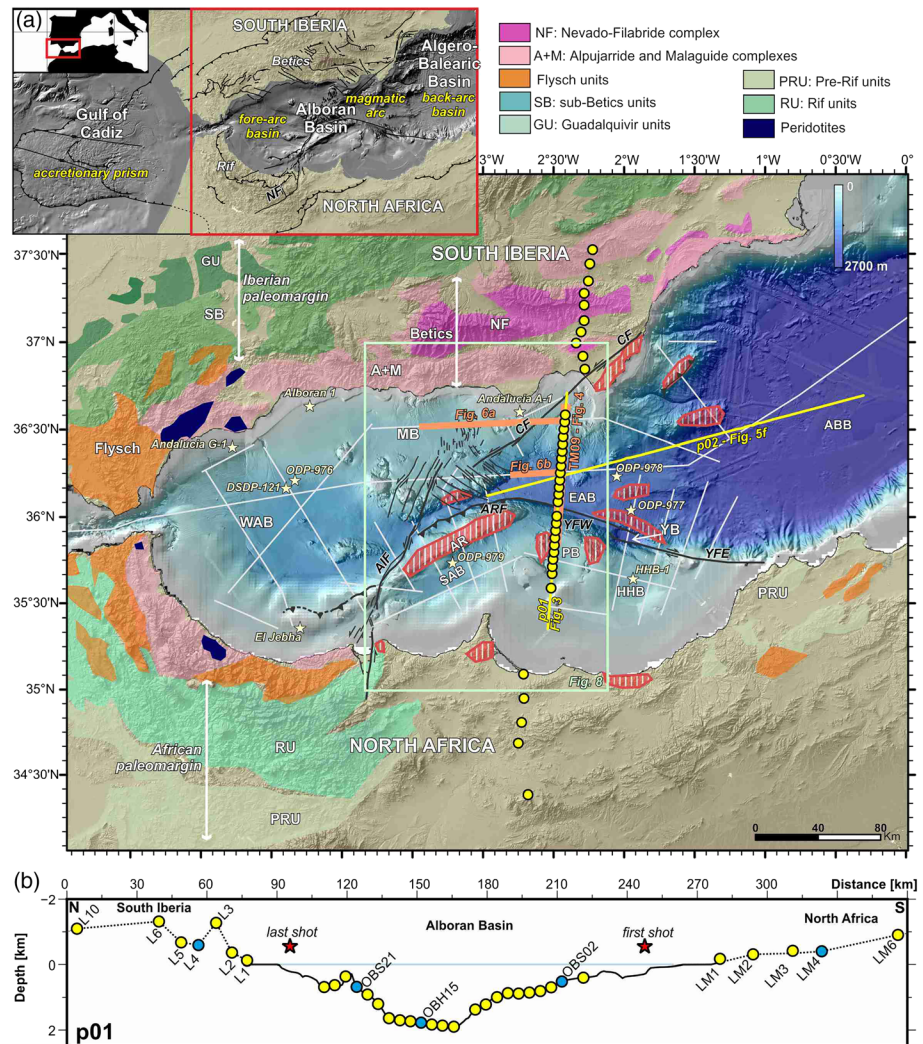 (a)
SOUTH IBERIA
Betics
Algero-
Balearic
Basin
back-arc
basin
magmatic
arc
Alboran
Basin
fore-arc
basin
Gulf of
Cadiz
accretionary prism
Rif
NF
NORTH AFRICA
NF: Nevado-Filabride complex
A+M: Alpujarride and Malaguide complexes
Flysch units
SB: sub-Betics units
GU: Guadalquivir units
PRU: Pre-Rif units
RU: Rif units
Peridotites
3°W
2°30'W
2°W
1°30'W
1°W
0°30'W
0°
0
2700 m
37°30'N
37°N
36°30'N
36°N
35°30'N
35°N
34°30'N
SOUTH IBERIA
GU
Iberian
paleomargin
SB
Betics
NF
CF
A+M
Alboran 1
Andalucia A-1
Fig. 6a
MB
CF
TM09 - Fig. 4
p02 - Fig. 5f
ABB
Andalucia G-1
Flysch
ODP-976
DSDP-121
Fig. 6b
ODP-978
WAB
EAB
ODP-977
ARF
YFW
YB
AIF
AR
PB
YFE
SAB
ODP-979
HHB-1
HHB
PRU
p01
Fig. 3
El Jebha
Fig. 8
African
paleomargin
RU
NORTH AFRICA
PRU
0 40 80
Km
(b)
0 30 60 90 120 150 180 210 240 270 300 Distance [km]
-2
0
2
Depth [km]
N
S
South Iberia
Alboran Basin
North Africa
L10
L6
L5
L4
L3
L2
L1
last shot
OBS21
OBH15
OBS02
first shot
LM1
LM2
LM3
LM4
LM6
p01